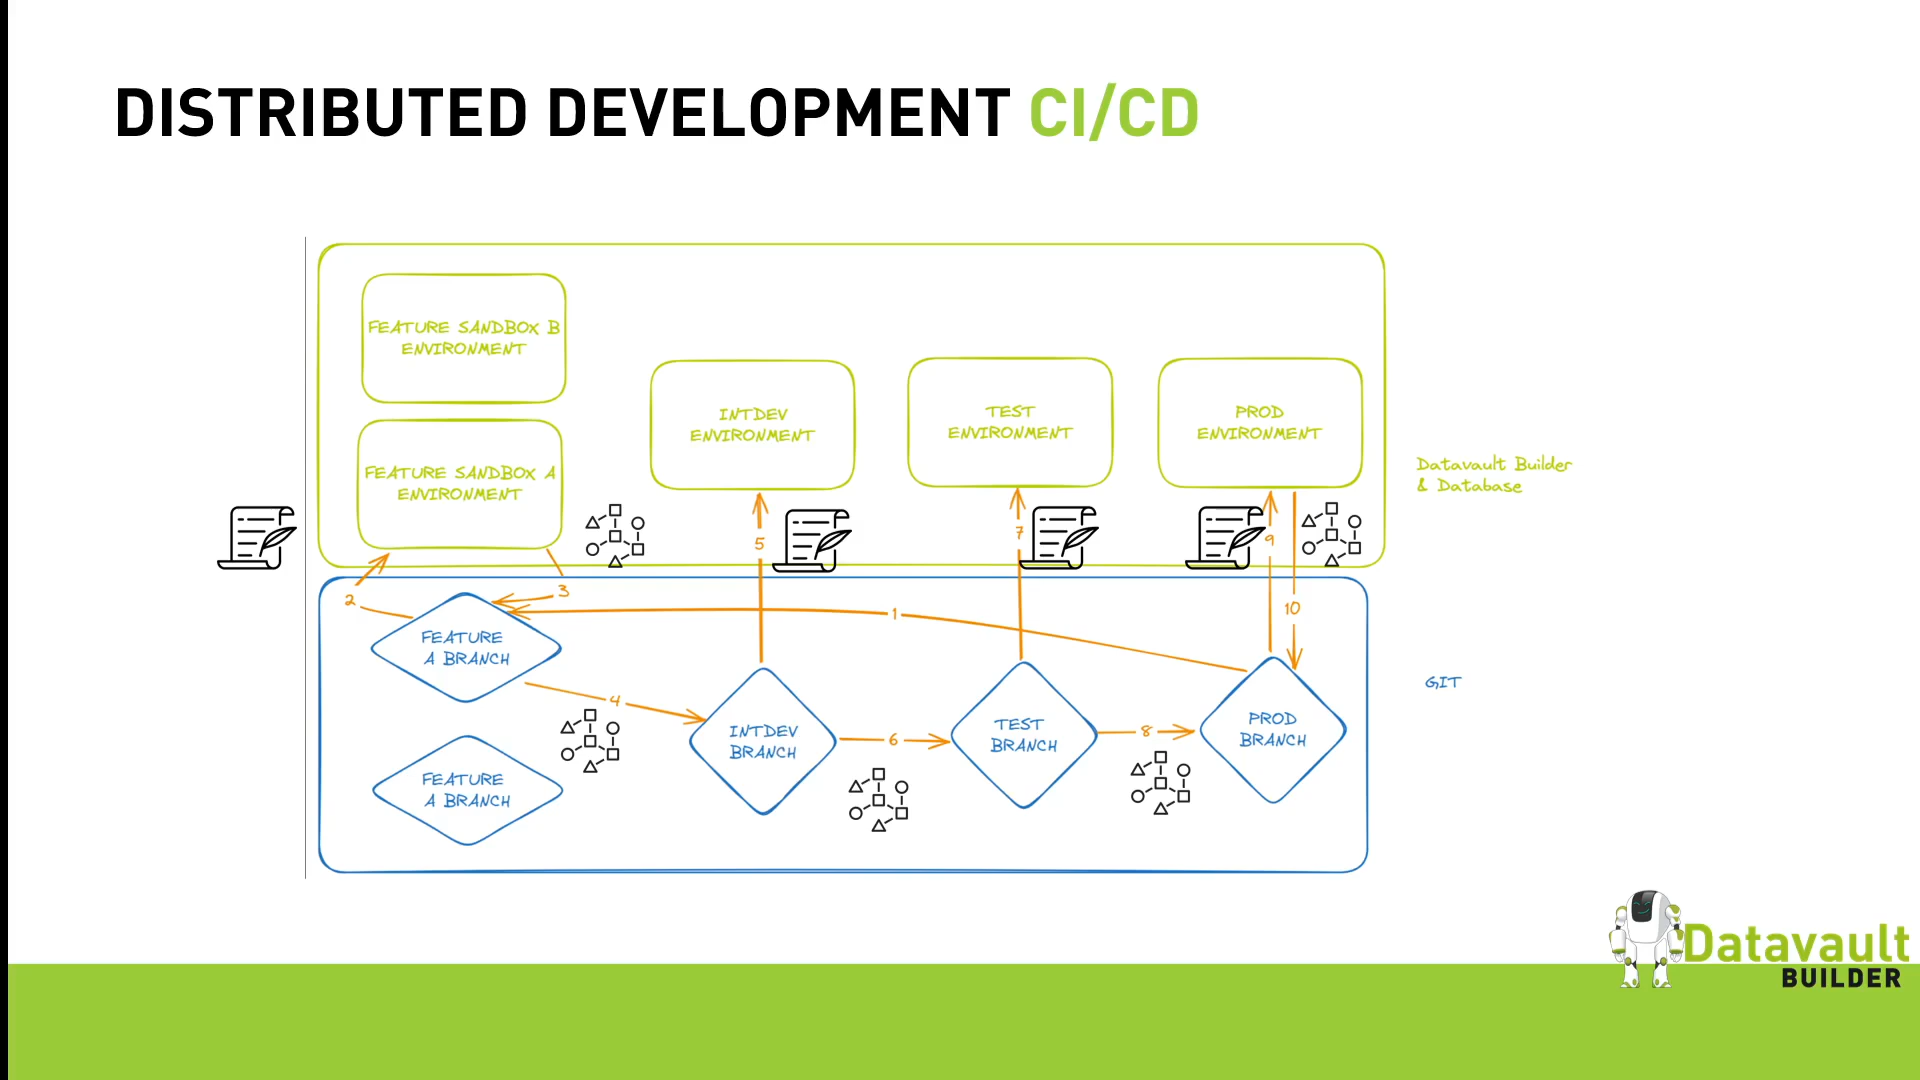 DISTRIBUTED DEVELOPMENT CI/CD
FEATURE SANDBOX B
ENVIRONMENT
FEATURE SANDBOX A
ENVIRONMENT
INTDEV
ENVIRONMENT
TEST
ENVIRONMENT
PROD
ENVIRONMENT
Datavault Builder
& Database
5
7
9
2
3
1
10
FEATURE
A BRANCH
GIT
4
INTDEV
BRANCH
6
TEST
BRANCH
8
PROD
BRANCH
FEATURE
A BRANCH
Datavault
BUILDER